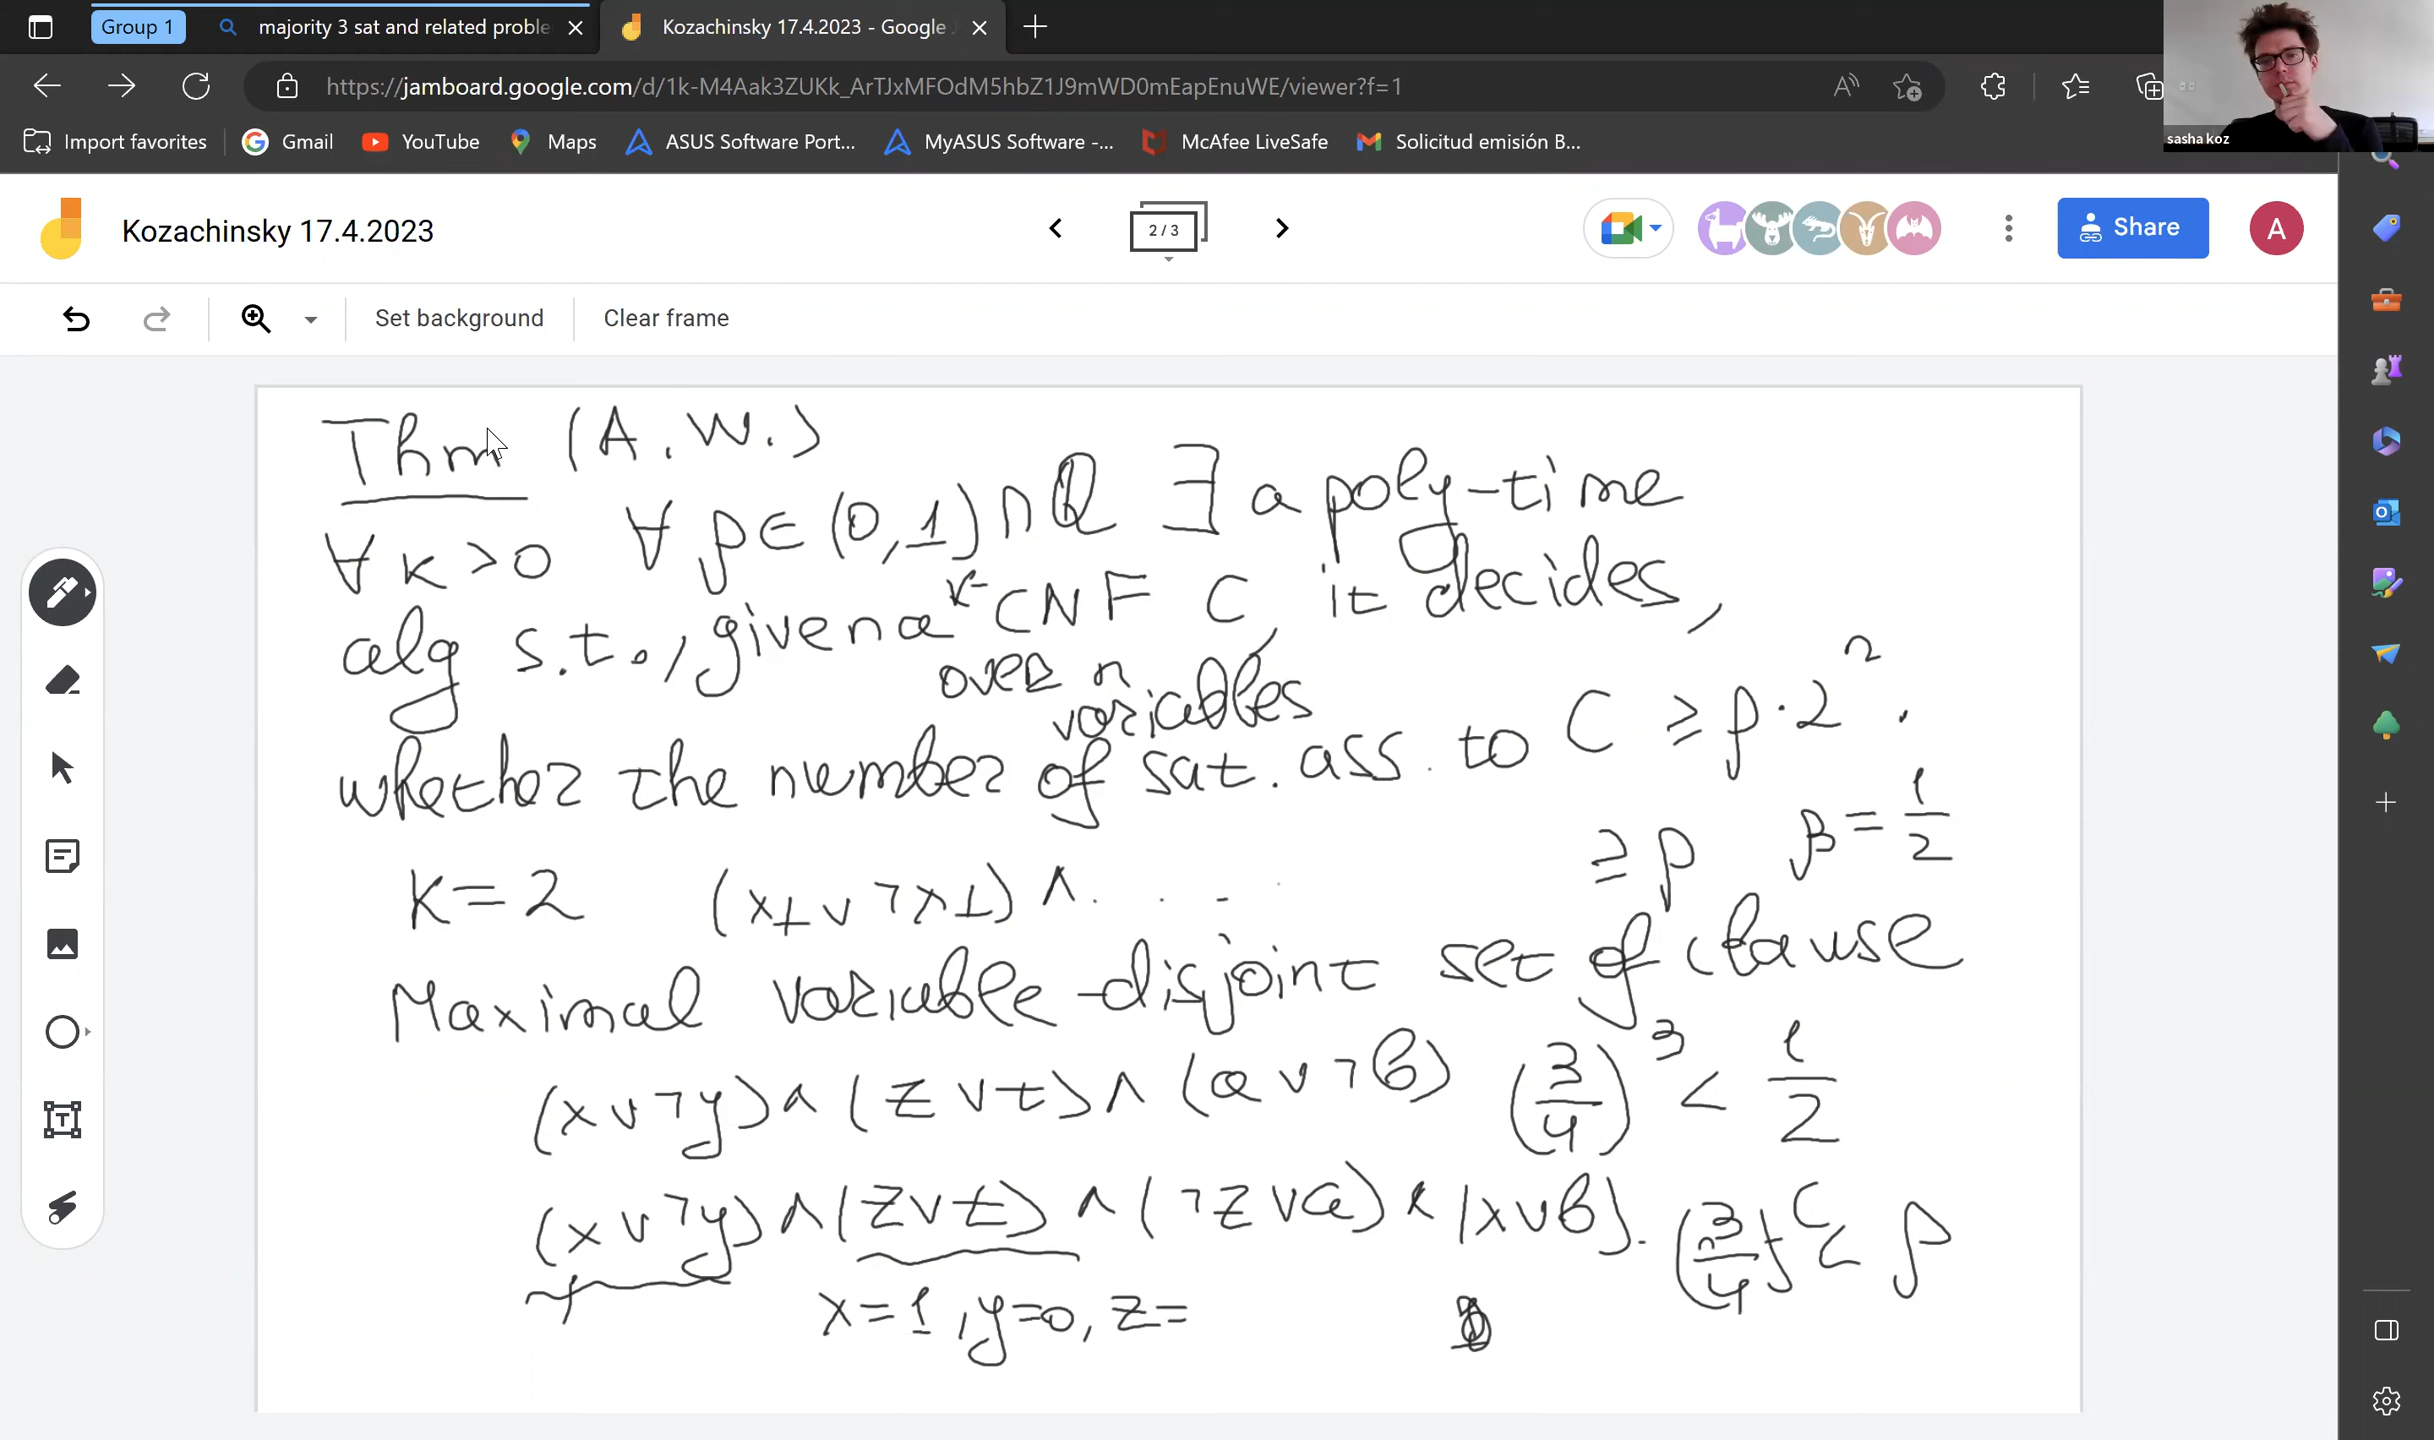 Group 1
majority 3 sat and related proble
Kozachinsky 17.4.2023 - Google
https://jamboard.google.com/d/1k-M4Aak3ZUKk_ArTJxMFOdM5hbZ1J9mWD0mEapEnuWE/viewer?f=1
sasha koz
Import favorites
Gmail
YouTube
Maps
ASUS Software Port...
MyASUS Software -...
McAfee LiveSafe
Solicitud emisión B...
Kozachinsky 17.4.2023
2 / 3
Share
A
Set background
Clear frame
Thm (A. W.)
∀ k > 0 ∀ p ∈ (0,1) ∩ ℚ ∃ a poly-time
alg s.t., given a k-CNF C, it decides,
over n
variables
whether the number of sat. ass. to C ≥ p·2ⁿ.
≥ p p = 1/2
K = 2 (x1 ∨ ¬x1) ∧ . . .
Maximal variable-disjoint set of clause
(x ∨ ¬y) ∧ (z ∨ t) ∧ (a ∨ ¬b) (3/4)³ < 1/2
(x ∨ ¬y) ∧ (z ∨ t) ∧ (¬z ∨ a) ∧ (x ∨ b). (3/4)^C < p
x = 1, y = 0, z =